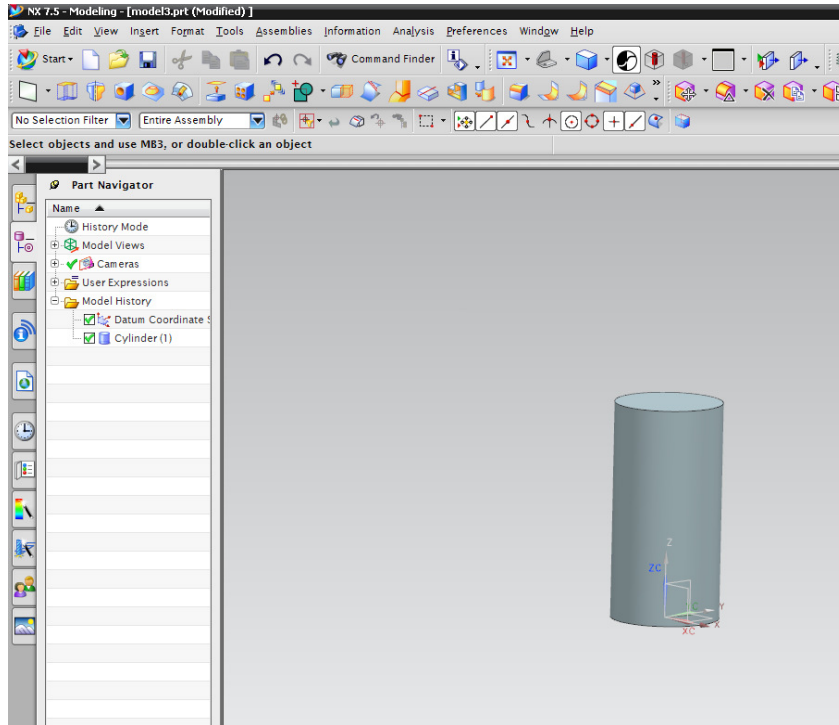 NX 7.5 - Modeling - [model3.prt (Modified) ]
File Edit View Insert Format Tools Assemblies Information Analysis Preferences Window Help
Start Command Finder
No Selection Filter Entire Assembly
Select objects and use MB3, or double-click an object
Part Navigator
Name
History Mode
Model Views
Cameras
User Expressions
Model History
Datum Coordinate S
Cylinder (1)
Z
ZC
Y
XC X